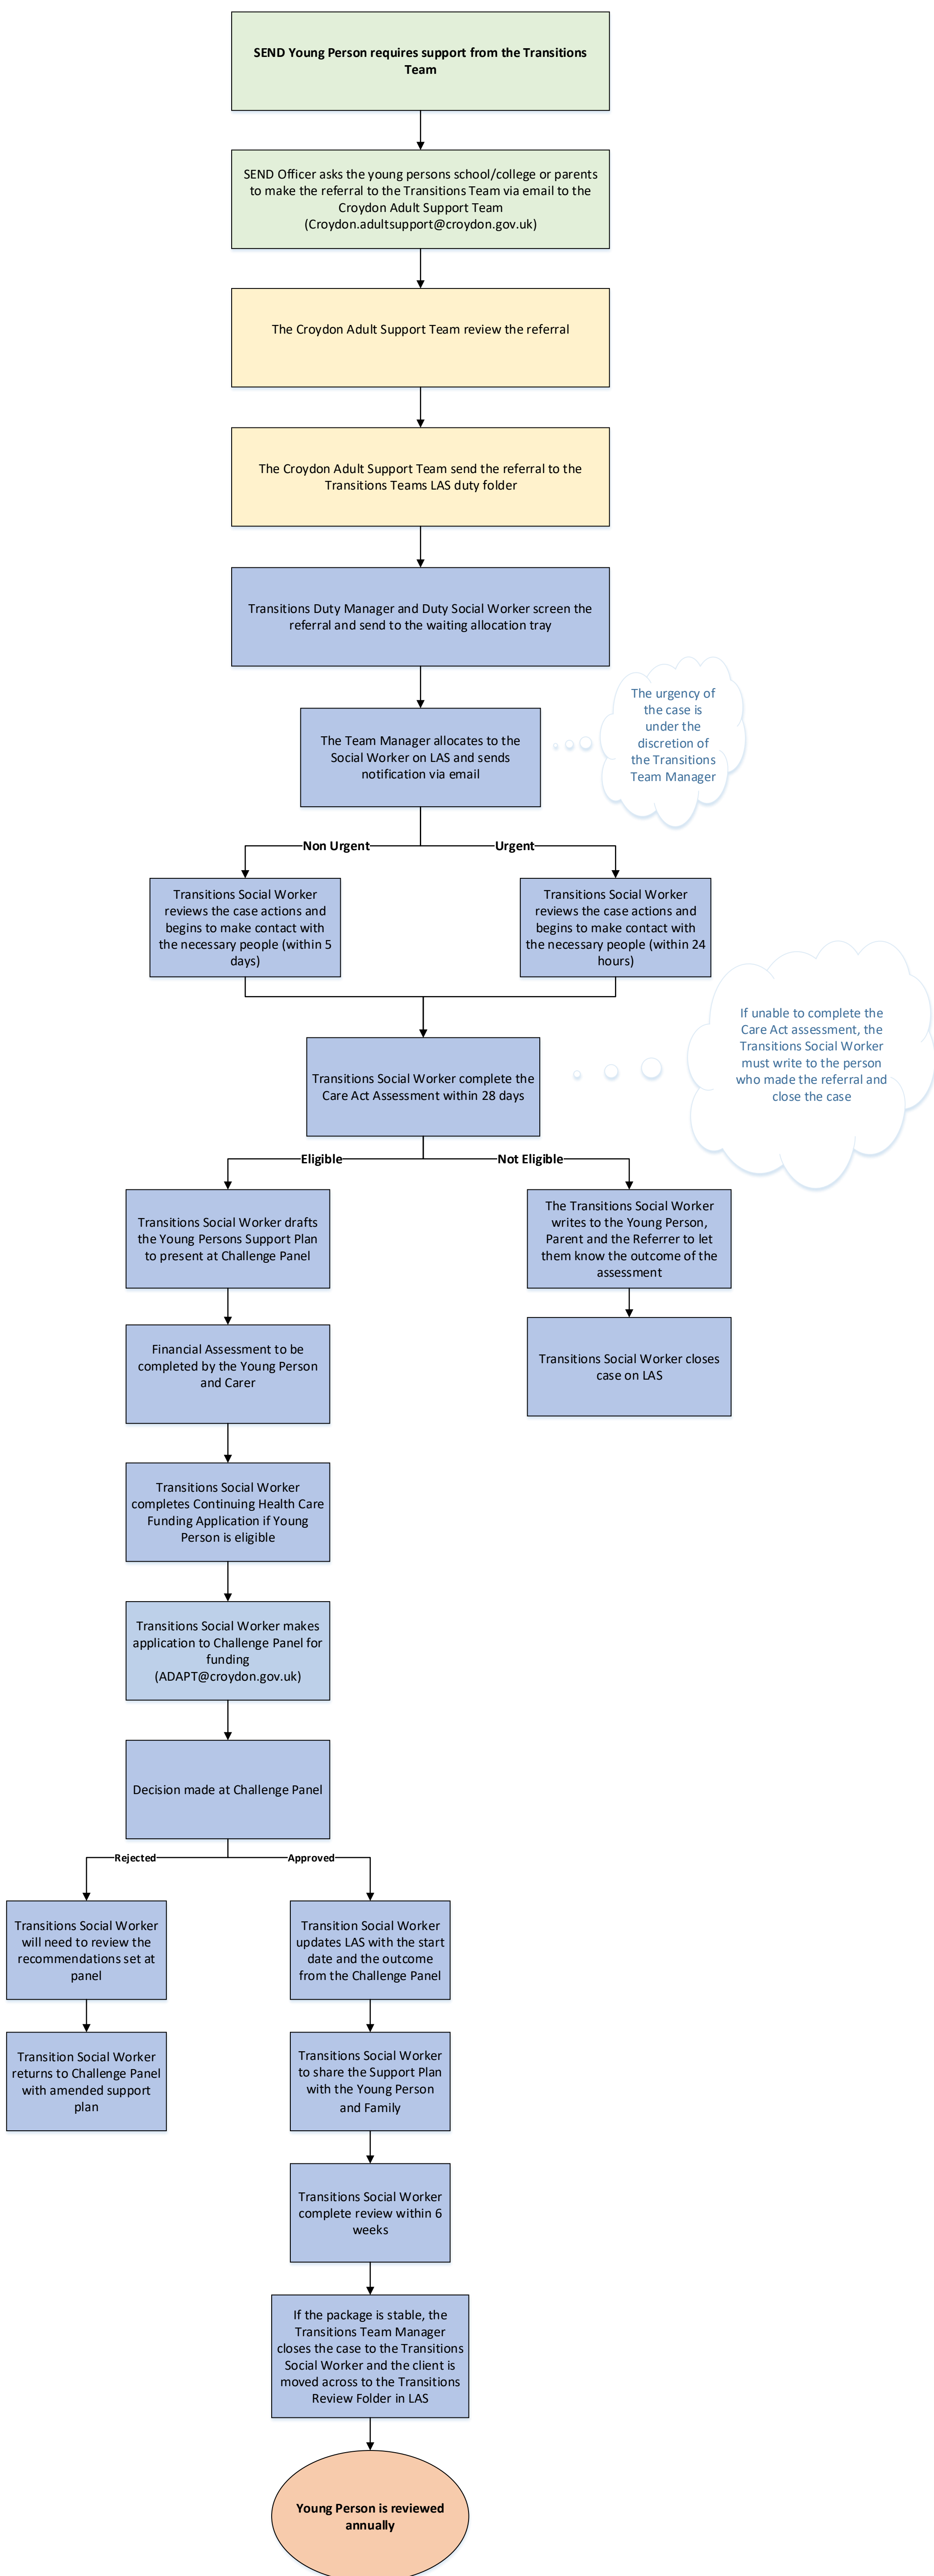 SEND Young Person requires support from the Transitions
Team
SEND Officer asks the young persons school/college or parents
to make the referral to the Transitions Team via email to the
Croydon Adult Support Team
(Croydon.adultsupport@croydon.gov.uk)
The Croydon Adult Support Team review the referral
The Croydon Adult Support Team send the referral to the
Transitions Teams LAS duty folder
Transitions Duty Manager and Duty Social Worker screen the
referral and send to the waiting allocation tray
The Team Manager allocates to the
Social Worker on LAS and sends
notification via email
The urgency of
the case is
under the
discretion of
the Transitions
Team Manager
Non Urgent
Urgent
Transitions Social Worker
reviews the case actions and
begins to make contact with
the necessary people (within 5
days)
Transitions Social Worker
reviews the case actions and
begins to make contact with
the necessary people (within 24
hours)
Transitions Social Worker complete the
Care Act Assessment within 28 days
If unable to complete the
Care Act assessment, the
Transitions Social Worker
must write to the person
who made the referral and
close the case
Eligible
Not Eligible
Transitions Social Worker drafts
the Young Persons Support Plan
to present at Challenge Panel
The Transitions Social Worker
writes to the Young Person,
Parent and the Referrer to let
them know the outcome of the
assessment
Financial Assessment to be
completed by the Young Person
and Carer
Transitions Social Worker closes
case on LAS
Transitions Social Worker
completes Continuing Health Care
Funding Application if Young
Person is eligible
Transitions Social Worker makes
application to Challenge Panel for
funding
(ADAPT@croydon.gov.uk)
Decision made at Challenge Panel
Rejected
Approved
Transitions Social Worker
will need to review the
recommendations set at
panel
Transition Social Worker
updates LAS with the start
date and the outcome
from the Challenge Panel
Transition Social Worker
returns to Challenge Panel
with amended support
plan
Transitions Social Worker
to share the Support Plan
with the Young Person
and Family
Transitions Social Worker
complete review within 6
weeks
If the package is stable, the
Transitions Team Manager
closes the case to the Transitions
Social Worker and the client is
moved across to the Transitions
Review Folder in LAS
Young Person is reviewed
annually